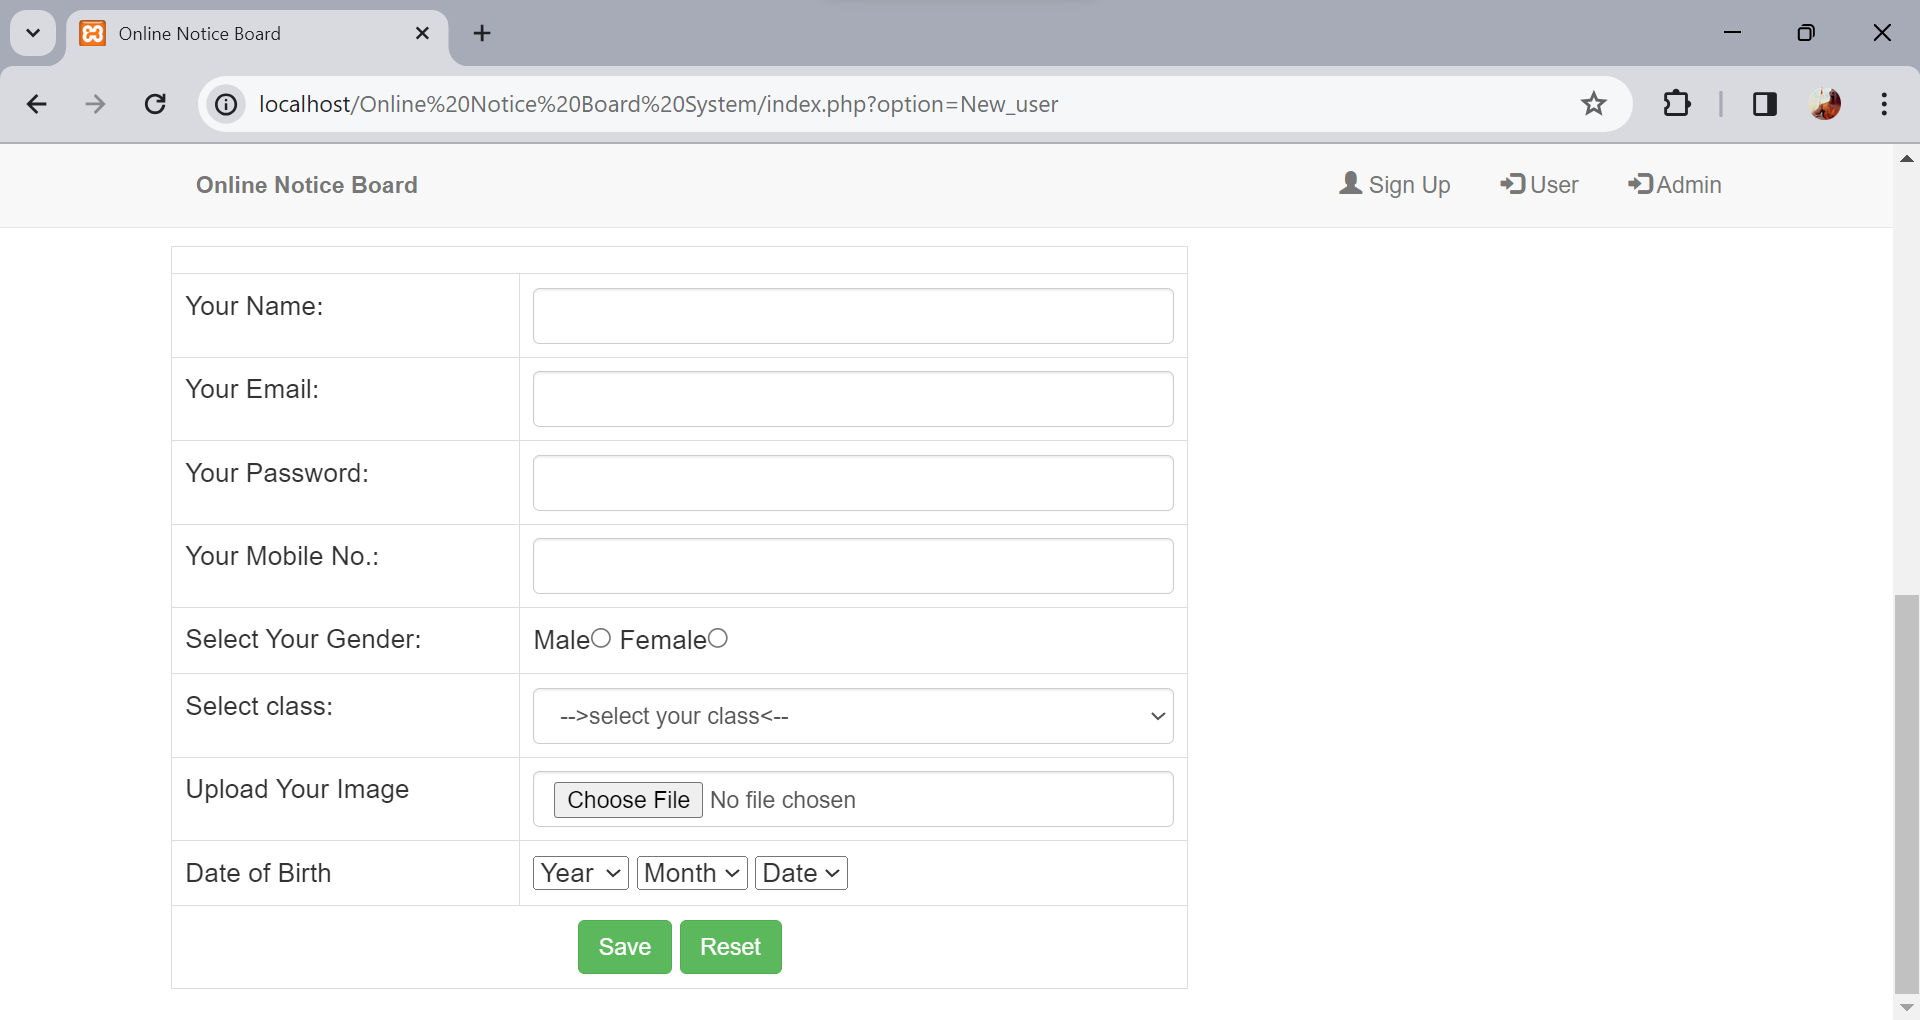 Online Notice Board
localhost/Online%20Notice%20Board%20System/index.php?option=New_user
Online Notice Board
Sign Up
User
Admin
Your Name:
Your Email:
Your Password:
Your Mobile No.:
Select Your Gender:
Male Female
Select class:
-->select your class<--
Upload Your Image
Choose File No file chosen
Date of Birth
Year Month Date
Save Reset